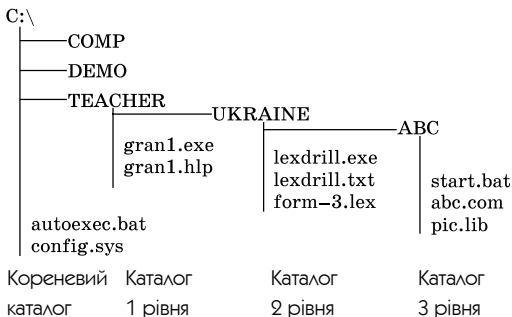 C:\
COMP
DEMO
TEACHER
UKRAINE
ABC
gran1.exe
gran1.hlp
lexdrill.exe
lexdrill.txt
form–3.lex
start.bat
abc.com
pic.lib
autoexec.bat
config.sys
Кореневий каталог
Каталог 1 рівня
Каталог 2 рівня
Каталог 3 рівня